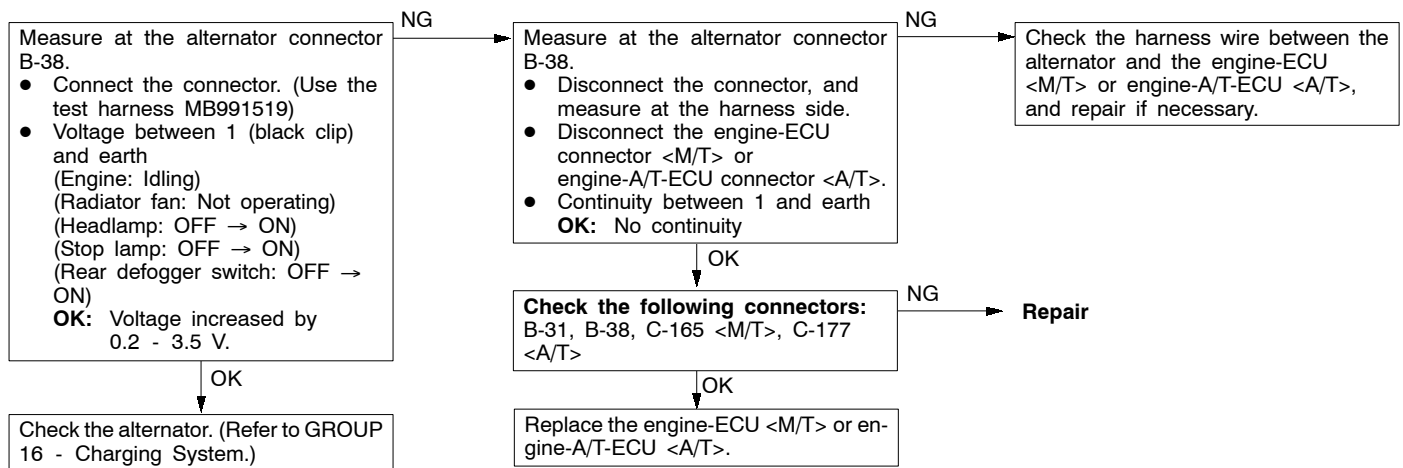 NG
Measure at the alternator connector
B-38.
● Connect the connector. (Use the
test harness MB991519)
● Voltage between 1 (black clip)
and earth
(Engine: Idling)
(Radiator fan: Not operating)
(Headlamp: OFF → ON)
(Stop lamp: OFF → ON)
(Rear defogger switch: OFF →
ON)
OK: Voltage increased by
0.2 - 3.5 V.
OK
Check the alternator. (Refer to GROUP
16 - Charging System.)
NG
Measure at the alternator connector
B-38.
● Disconnect the connector, and
measure at the harness side.
● Disconnect the engine-ECU
connector <M/T> or
engine-A/T-ECU connector <A/T>.
● Continuity between 1 and earth
OK: No continuity
OK
Check the following connectors:
B-31, B-38, C-165 <M/T>, C-177
<A/T>
NG
Repair
OK
Replace the engine-ECU <M/T> or en-
gine-A/T-ECU <A/T>.
Check the harness wire between the
alternator and the engine-ECU
<M/T> or engine-A/T-ECU <A/T>,
and repair if necessary.